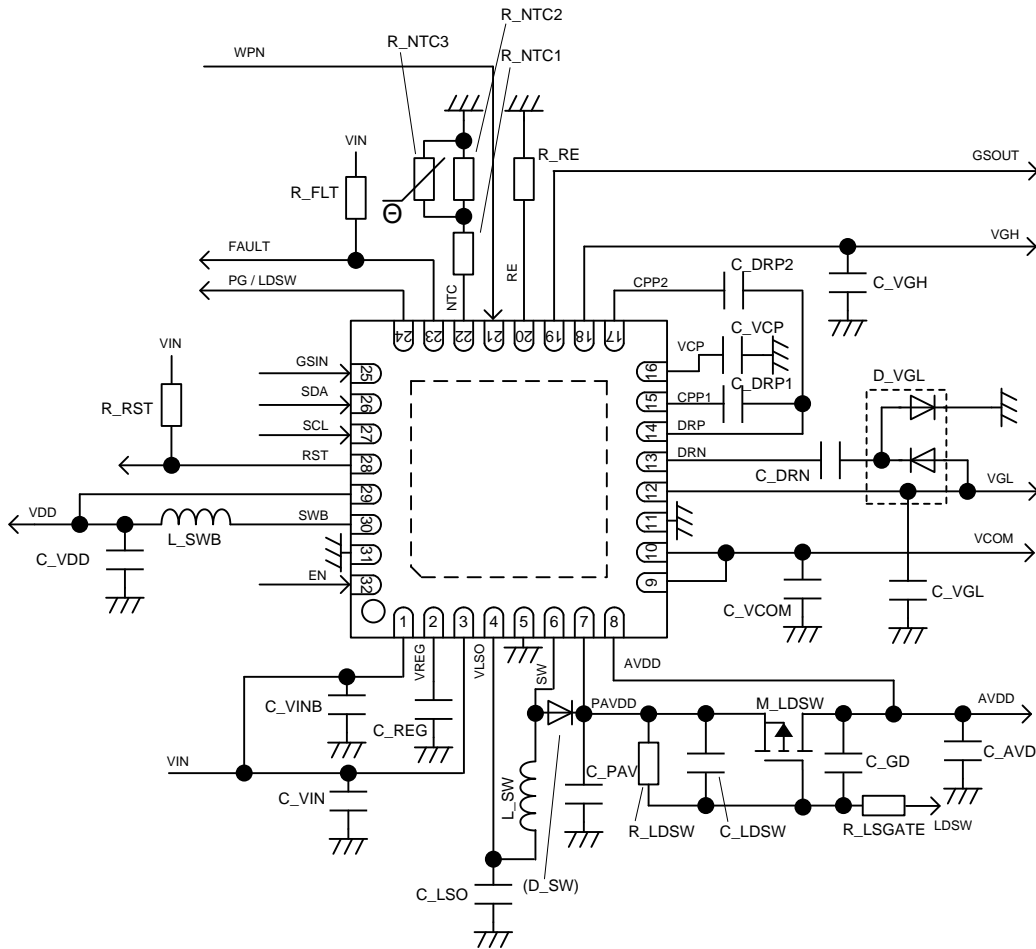 R_NTC2
R_NTC3
R_NTC1
WPN
VIN
R_RE
GSOUT
R_FLT
Θ
FAULT
VGH
C_DRP2
C_VGH
PG / LDSW
NTC
RE
CPP2
24
23
22
21
20
19
18
17
VIN
GSIN
25
VCP
C_VCP
16
R_RST
SDA
26
C_DRP1
CPP1
15
D_VGL
SCL
27
DRP
14
RST
28
DRN
13
C_DRN
29
12
VGL
VDD
SWB
30
11
L_SWB
VCOM
C_VDD
31
10
EN
32
9
C_VCOM
C_VGL
1
2
3
4
5
6
7
8
VREG
VLSO
SW
AVDD
C_VINB
C_REG
PAVDD
M_LDSW
AVDD
VIN
C_VIN
L_SW
C_PAV
C_GD
C_AVD
R_LDSW
C_LDSW
R_LSGATE
LDSW
C_LSO
(D_SW)